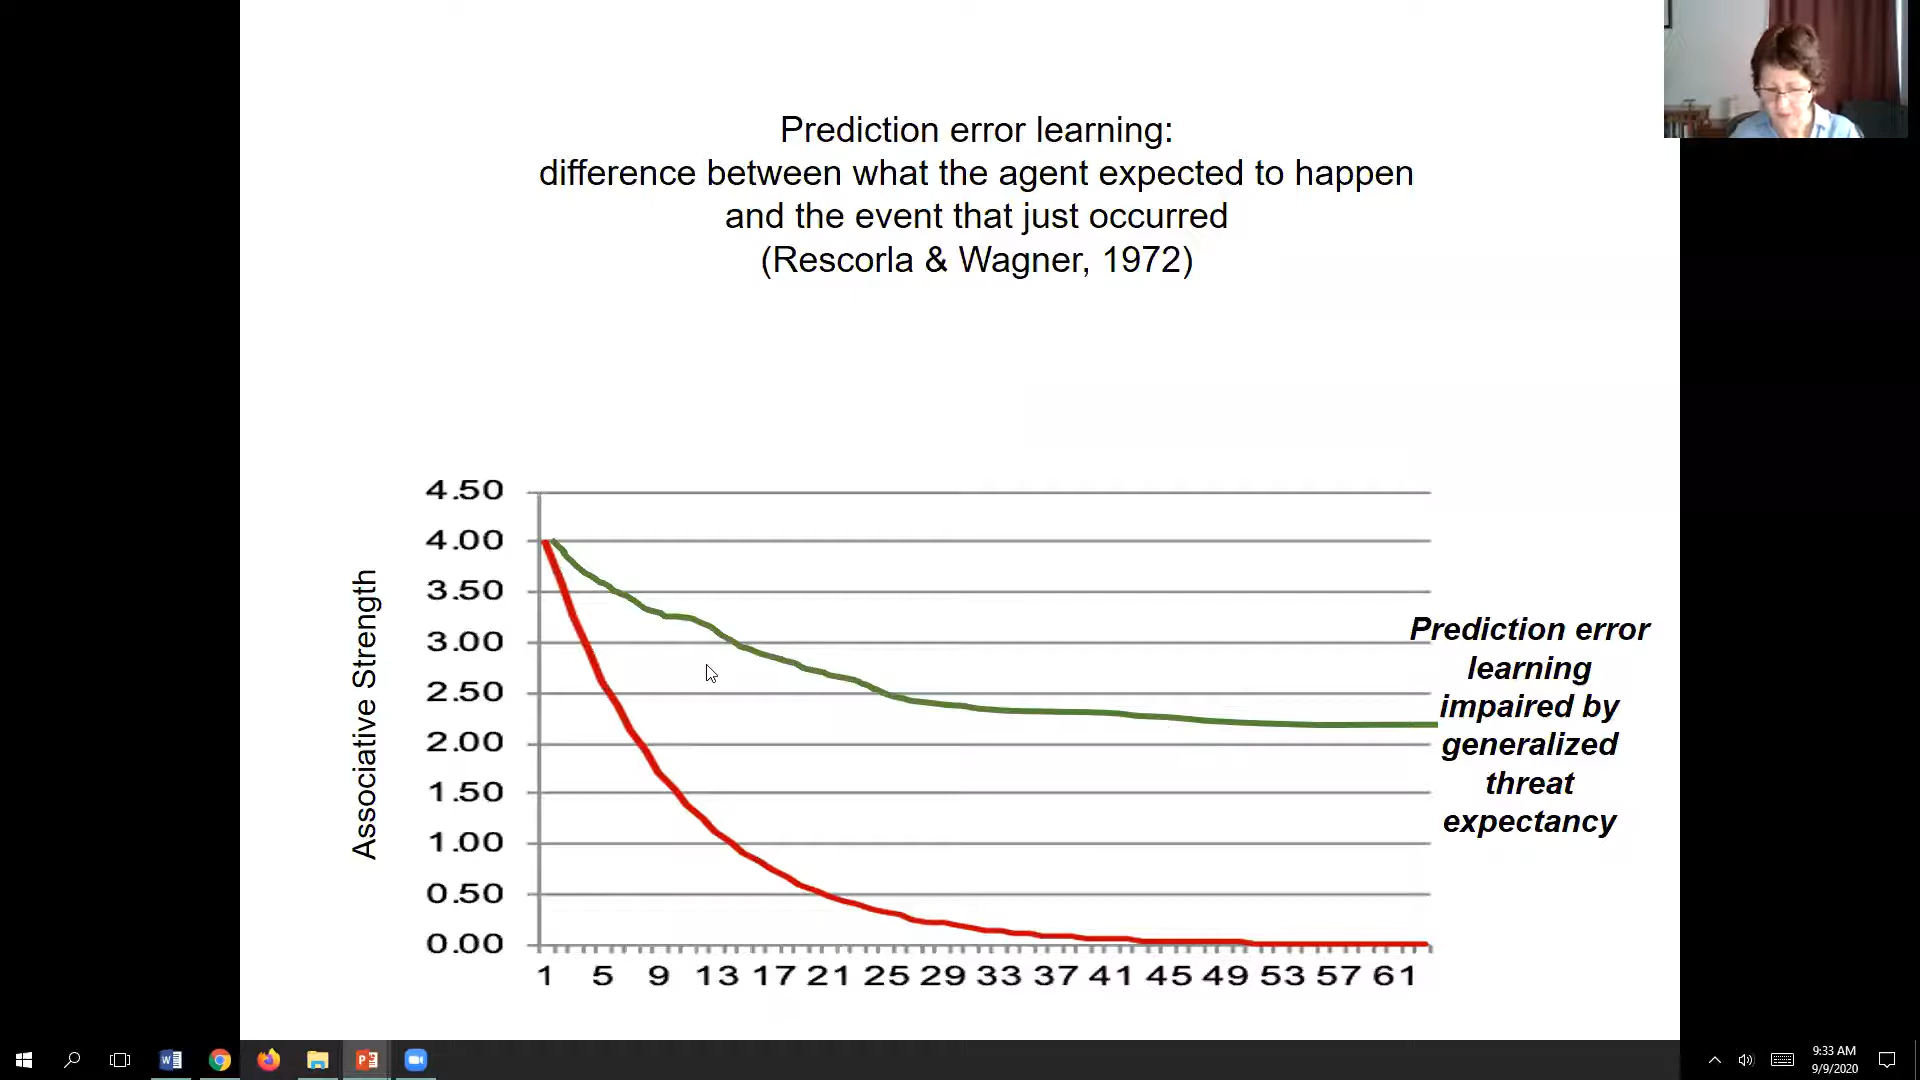 Prediction error learning:
difference between what the agent expected to happen
and the event that just occurred
(Rescorla & Wagner, 1972)
Associative Strength
4.50
4.00
3.50
3.00
2.50
2.00
1.50
1.00
0.50
0.00
1 5 9 13 17 21 25 29 33 37 41 45 49 53 57 61
Prediction error
learning
impaired by
generalized
threat
expectancy
9:33 AM
9/9/2020